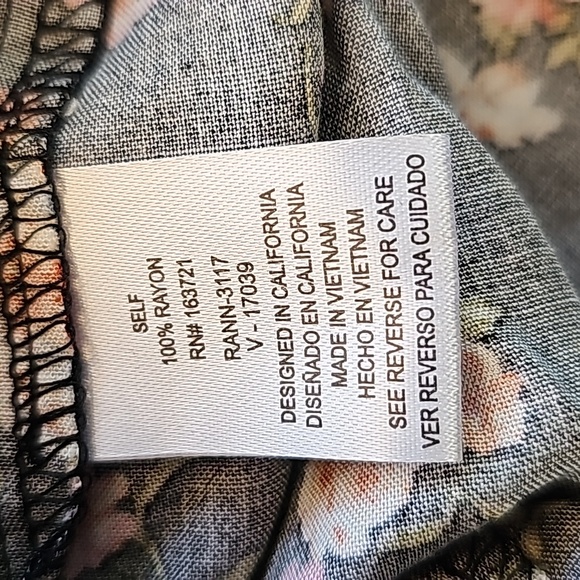 SELF
100% RAYON
RN# 163721
RANN-3117
V - 17039
DESIGNED IN CALIFORNIA
DISEÑADO EN CALIFORNIA
MADE IN VIETNAM
HECHO EN VIETNAM
SEE REVERSE FOR CARE
VER REVERSO PARA CUIDADO